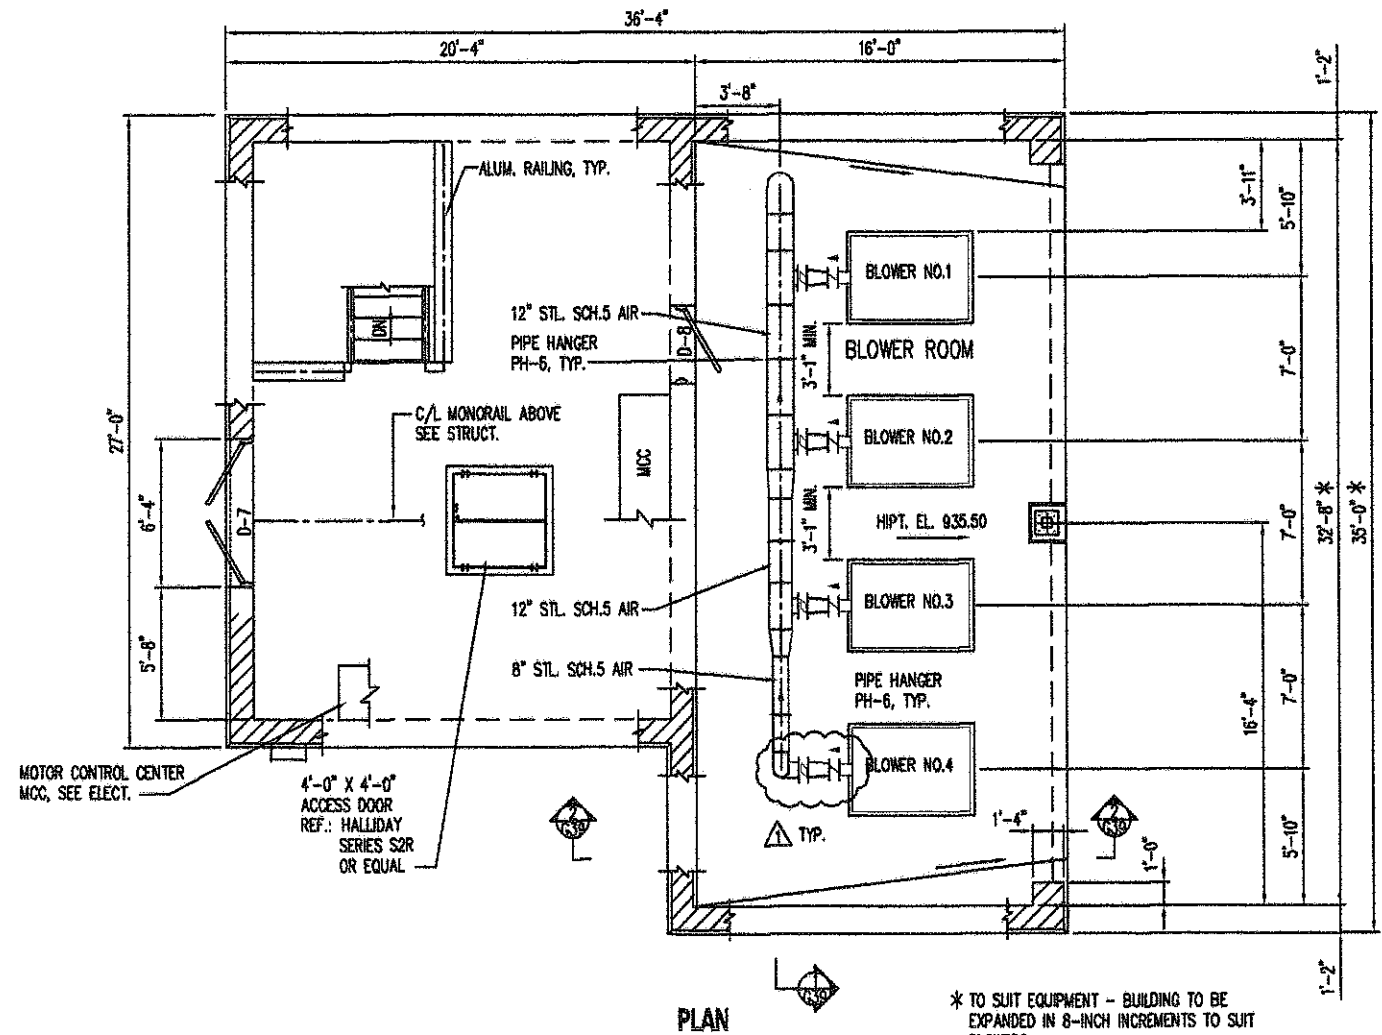 36'-4"
20'-4"
16'-0"
1'-2"
3'-8"
ALUM. RAILING, TYP.
3'-11"
5'-10"
BLOWER NO.1
12" STL. SCH.5 AIR
PIPE HANGER
PH-6, TYP.
DN
D-8
3'-1" MIN.
BLOWER ROOM
7'-0"
27'-0"
C/L MONORAIL ABOVE
SEE STRUCT.
MCC
BLOWER NO.2
6'-4"
D-7
3'-1" MIN.
HIPT. EL. 935.50
7'-0"
32'-8" *
35'-0" *
12" STL. SCH.5 AIR
BLOWER NO.3
5'-8"
8" STL. SCH.5 AIR
PIPE HANGER
PH-6, TYP.
7'-0"
16'-4"
MOTOR CONTROL CENTER
MCC, SEE ELECT.
BLOWER NO.4
4'-0" X 4'-0"
ACCESS DOOR
REF.: HALLIDAY
SERIES S2R
OR EQUAL
2
G39
1 TYP.
1'-4"
2
G39
1'-0"
5'-10"
1
G39
1'-2"
PLAN
* TO SUIT EQUIPMENT - BUILDING TO BE
EXPANDED IN 8-INCH INCREMENTS TO SUIT